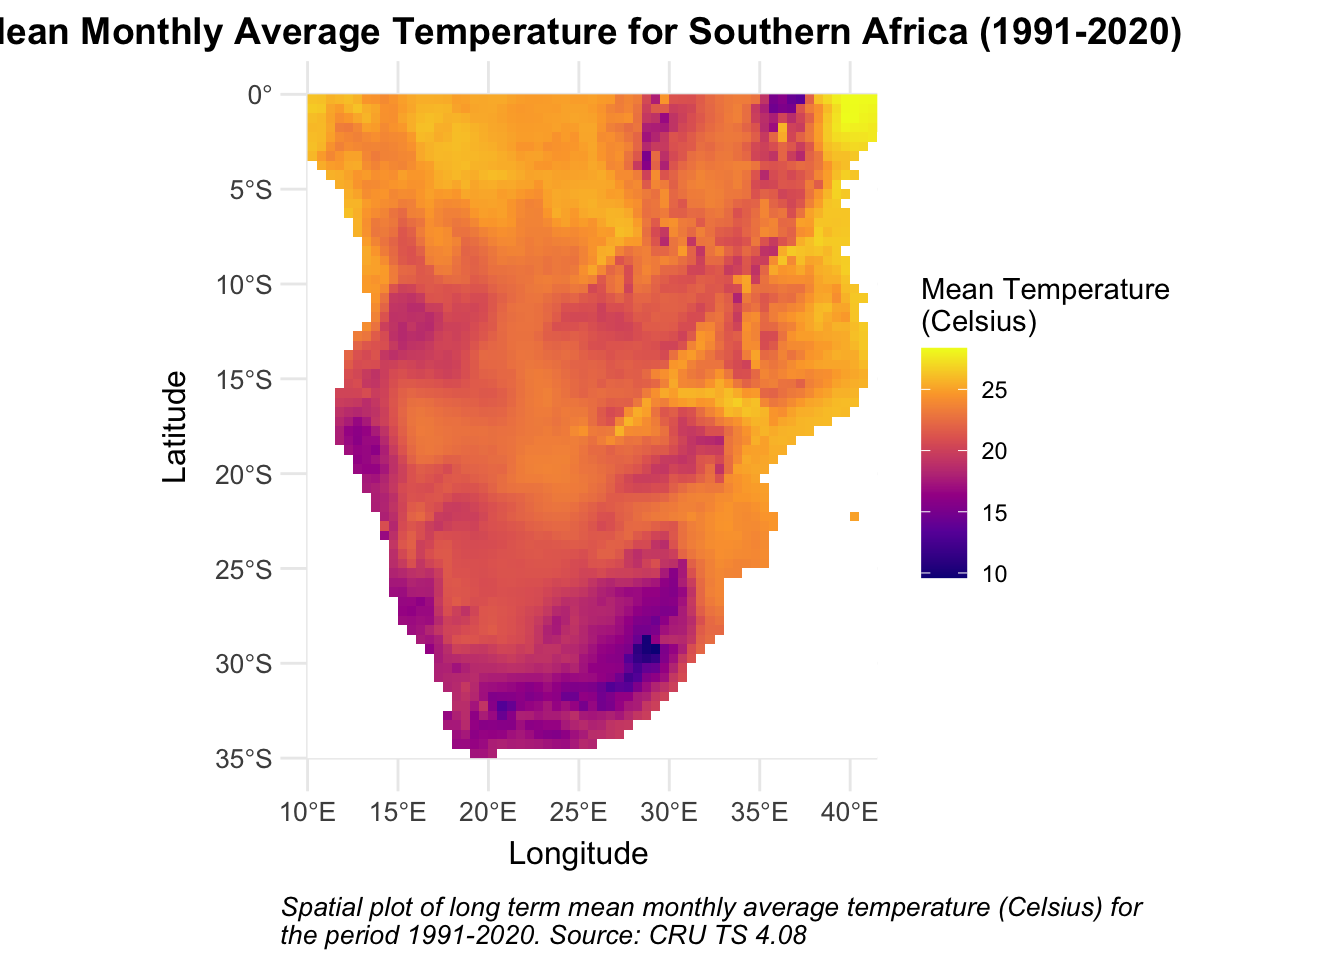 ean Monthly Average Temperature for Southern Africa (1991-2020)
0°
5°S
10°S
15°S
20°S
25°S
30°S
35°S
Latitude
10°E 15°E 20°E 25°E 30°E 35°E 40°E
Longitude
Mean Temperature
(Celsius)
25
20
15
10
Spatial plot of long term mean monthly average temperature (Celsius) for
the period 1991-2020. Source: CRU TS 4.08